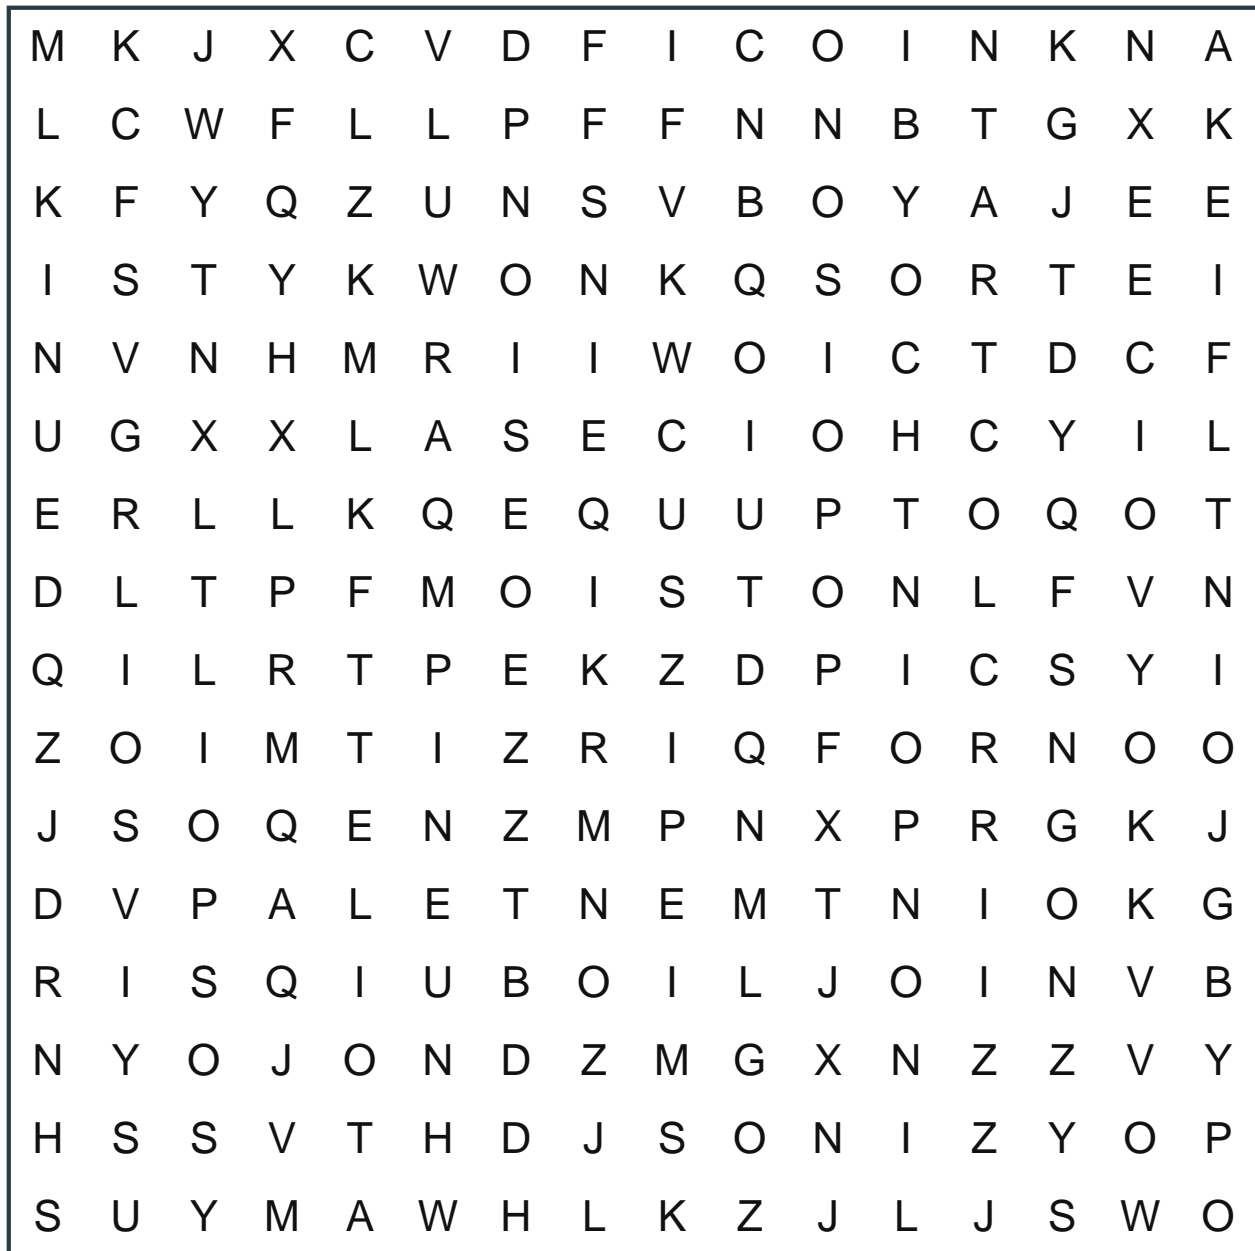 M K J X C V D F I C O I N K N A
L C W F L L P F F N N B T G X K
K F Y Q Z U N S V B O Y A J E E
I S T Y K W O N K Q S O R T E I
N V N H M R I I W O I C T D C F
U G X X L A S E C I O H C Y I L
E R L L K Q E Q U U P T O Q O T
D L T P F M O I S T O N L F V N
Q I L R T P E K Z D P I C S Y I
Z O I M T I Z R I Q F O R N O O
J S O Q E N Z M P N X P R G K J
D V P A L E T N E M T N I O K G
R I S Q I U B O I L J O I N V B
N Y O J O N D Z M G X N Z Z V Y
H S S V T H D J S O N I Z Y O P
S U Y M A W H L K Z J L J S W O